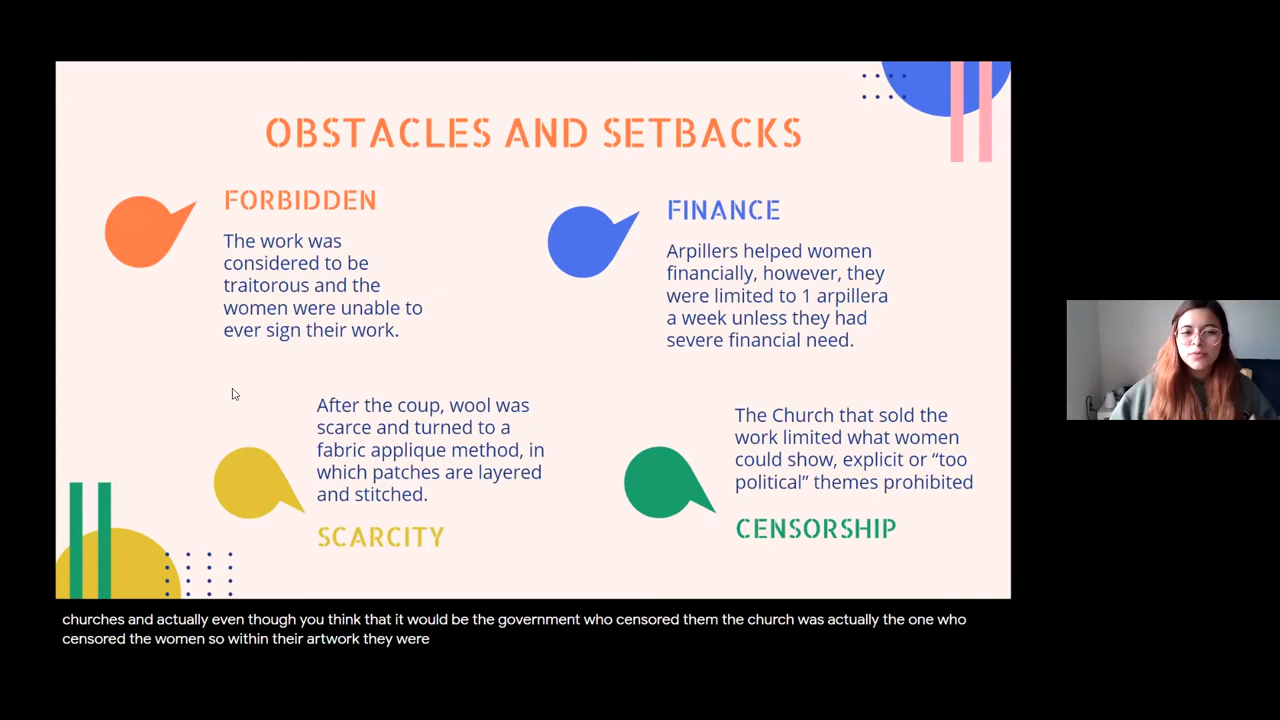 OBSTACLES AND SETBACKS
FORBIDDEN
The work was
considered to be
traitorous and the
women were unable to
ever sign their work.
FINANCE
Arpillers helped women
financially, however, they
were limited to 1 arpillera
a week unless they had
severe financial need.
After the coup, wool was
scarce and turned to a
fabric applique method, in
which patches are layered
and stitched.
SCARCITY
The Church that sold the
work limited what women
could show, explicit or “too
political” themes prohibited
CENSORSHIP
churches and actually even though you think that it would be the government who censored them the church was actually the one who
censored the women so within their artwork they were